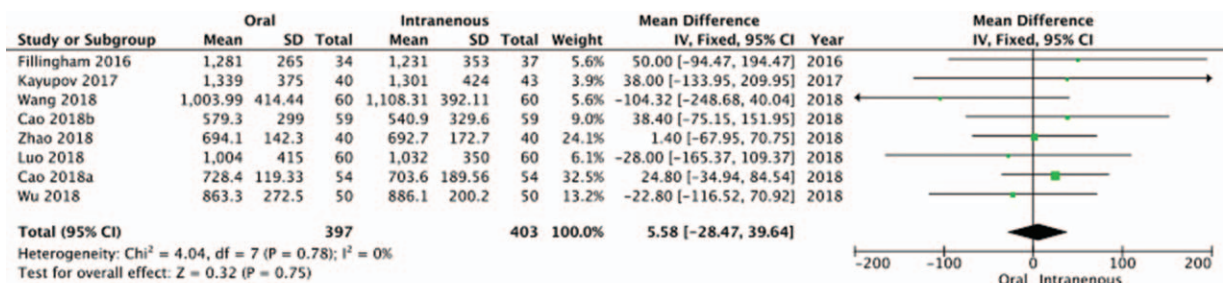 Oral Intranenous Mean Difference Mean Difference
Study or Subgroup Mean SD Total Mean SD Total Weight IV, Fixed, 95% CI Year IV, Fixed, 95% CI
Fillingham 2016 1,281 265 34 1,231 353 37 5.6% 50.00 [-94.47, 194.47] 2016
Kayupov 2017 1,339 375 40 1,301 424 43 3.9% 38.00 [-133.95, 209.95] 2017
Wang 2018 1,003.99 414.44 60 1,108.31 392.11 60 5.6% -104.32 [-248.68, 40.04] 2018
Cao 2018b 579.3 299 59 540.9 329.6 59 9.0% 38.40 [-75.15, 151.95] 2018
Zhao 2018 694.1 142.3 40 692.7 172.7 40 24.1% 1.40 [-67.95, 70.75] 2018
Luo 2018 1,004 415 60 1,032 350 60 6.1% -28.00 [-165.37, 109.37] 2018
Cao 2018a 728.4 119.33 54 703.6 189.56 54 32.5% 24.80 [-34.94, 84.54] 2018
Wu 2018 863.3 272.5 50 886.1 200.2 50 13.2% -22.80 [-116.52, 70.92] 2018
Total (95% CI) 397 403 100.0% 5.58 [-28.47, 39.64]
Heterogeneity: Chi² = 4.04, df = 7 (P = 0.78); I² = 0%
Test for overall effect: Z = 0.32 (P = 0.75)
-200 -100 0 100 200
Oral Intranenous